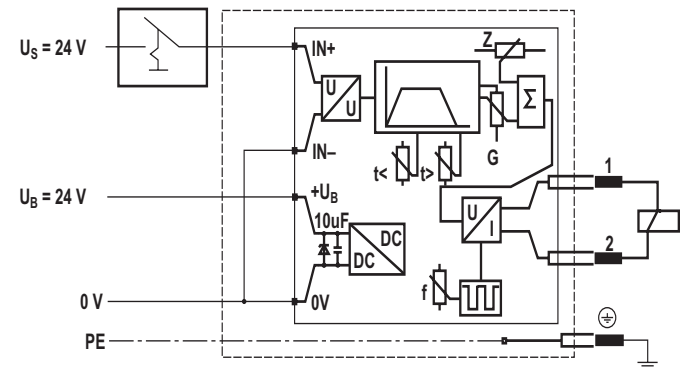 U_S = 24 V
IN+
Z
U
U
Σ
IN–
G
t<
t>
1
U_B = 24 V
+U_B
10uF
U
I
2
DC
DC
f
0 V
0V
PE